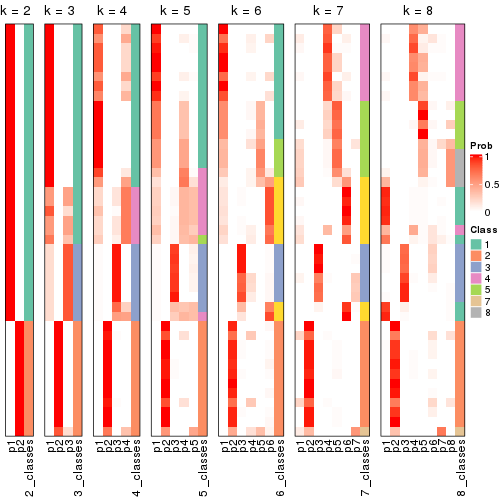 k = 2 k = 3 k = 4 k = 5 k = 6 k = 7 k = 8
Prob
1
0.5
0
Class
1
2
3
4
5
6
7
8
p1 p2 2_classes
p1 p2 p3 3_classes
p1 p2 p3 p4 4_classes
p1 p2 p3 p4 p5 5_classes
p1 p2 p3 p4 p5 p6 6_classes
p1 p2 p3 p4 p5 p6 p7 7_classes
p1 p2 p3 p4 p5 p6 p7 p8 8_classes